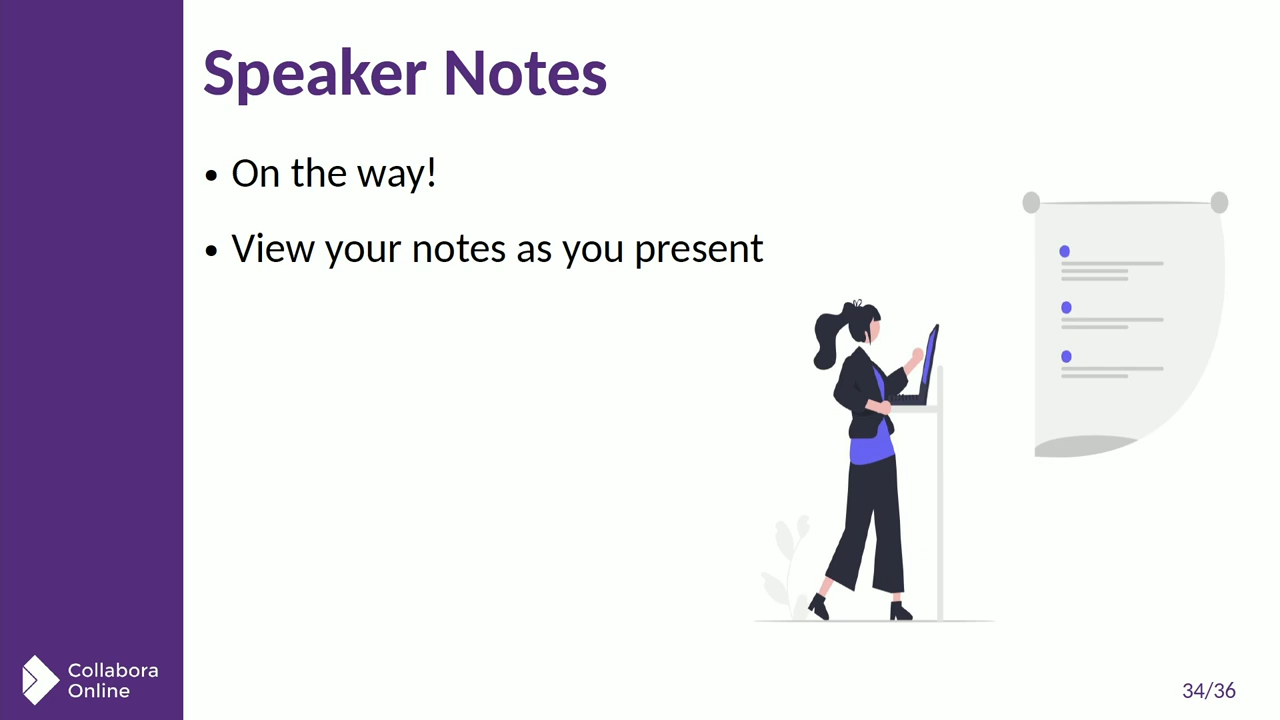 Speaker Notes
• On the way!
• View your notes as you present
Collabora
Online
34/36